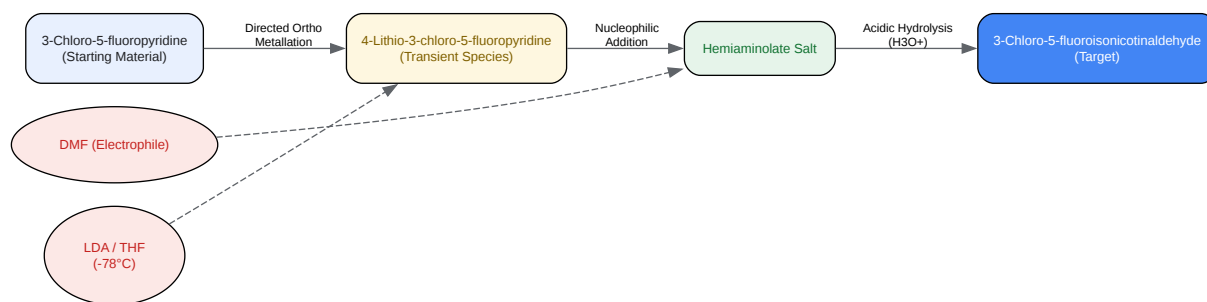 3-Chloro-5-fluoropyridine
(Starting Material)
Directed Ortho
Metallation
4-Lithio-3-chloro-5-fluoropyridine
(Transient Species)
Nucleophilic
Addition
Hemiaminolate Salt
Acidic Hydrolysis
(H3O+)
3-Chloro-5-fluoroisonicotinaldehyde
(Target)
DMF (Electrophile)
LDA / THF
(-78°C)